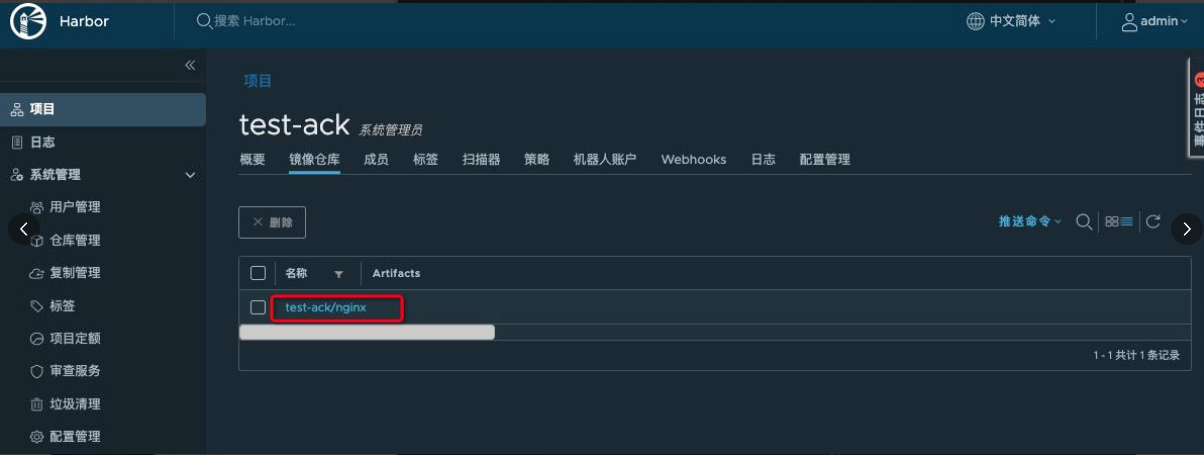 Harbor
搜索 Harbor...
中文简体
admin
项目
日志
系统管理
用户管理
仓库管理
复制管理
标签
项目定额
审查服务
垃圾清理
配置管理
项目
test-ack 系统管理员
概要 镜像仓库 成员 标签 扫描器 策略 机器人账户 Webhooks 日志 配置管理
删除
推送命令
名称 Artifacts
test-ack/nginx
1 - 1 共计 1 条记录
事件日志
3